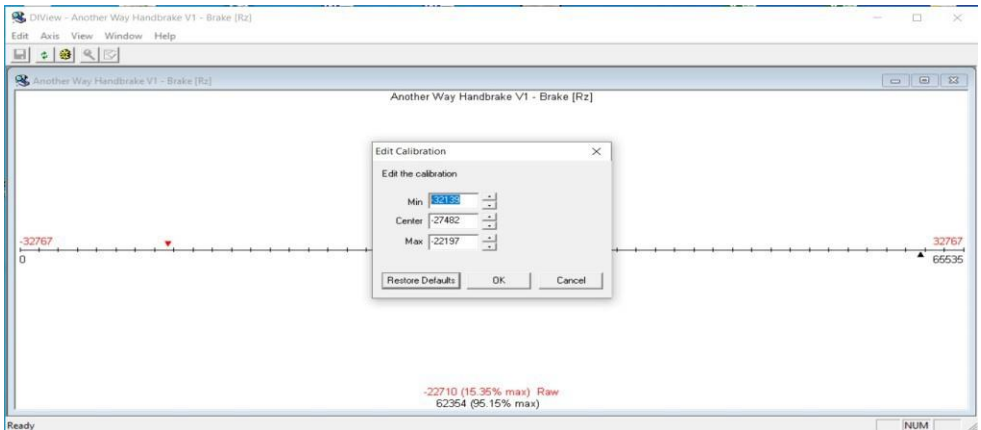 DIView - Another Way Handbrake V1 - Brake [Rz]
Edit Axis View Window Help
Another Way Handbrake V1 - Brake [Rz]
Another Way Handbrake V1 - Brake [Rz]
Edit Calibration
Edit the calibration
Min -32139
Center -27482
Max -22197
Restore Defaults OK Cancel
-32767 32767
0 65535
-22710 (15.35% max) Raw
62354 (95.15% max)
Ready NUM